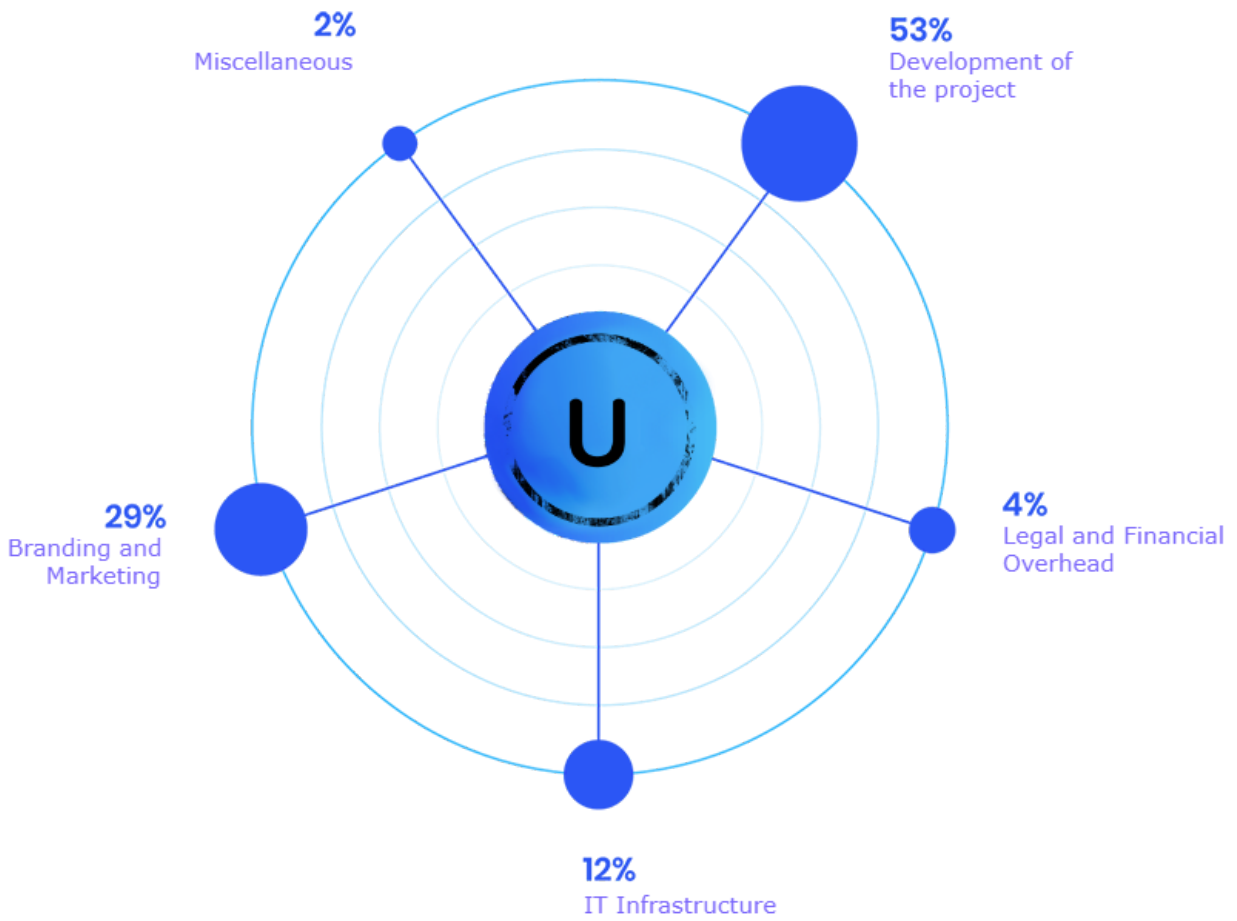 2%
Miscellaneous
53%
Development of
the project
U
29%
Branding and
Marketing
4%
Legal and Financial
Overhead
12%
IT Infrastructure